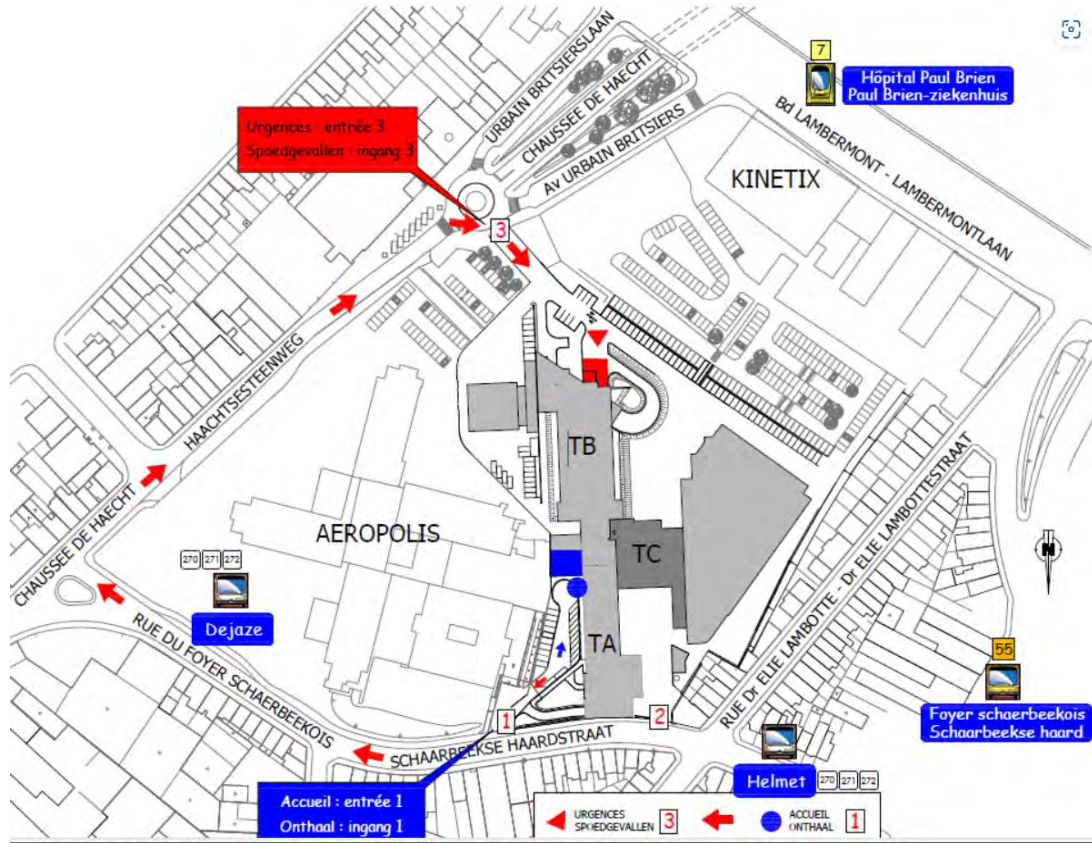 7
Hôpital Paul Brien
Paul Brien-ziekenhuis
URBAIN BRITSIERSLAAN
CHAUSSEE DE HAECHT
Av URBAIN BRITSIERS
Bd LAMBERMONT - LAMBERMONTLAAN
Urgences : entrée 3
Spoedgevallen : ingang 3
KINETIX
3
HAACHTSESTEENWEG
CHAUSSEE DE HAECHT
TB
AEROPOLIS
TC
TA
270 271 272
Dejaze
RUE DU FOYER SCHAERBEEKOIS
SCHAARBEEKSE HAARDSTRAAT
RUE Dr ELIE LAMBOTTE - Dr ELIE LAMBOTTESTRAAT
N
55
Foyer schaerbeekois
Schaarbeekse haard
1
2
Helmet 270 271 272
Accueil : entrée 1
Onthaal : ingang 1
URGENCES
SPOEDGEVALLEN 3
ACCUEIL
ONTHAAL 1